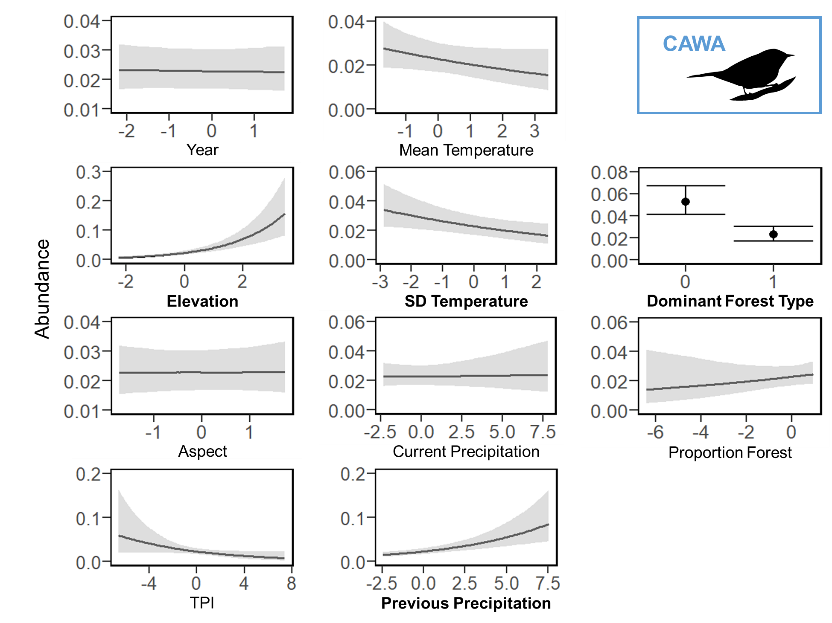 CAWA
Abundance
0.04
0.03
0.02
0.01
-2 -1 0 1
Year
0.04
0.02
0.00
-1 0 1 2 3
Mean Temperature
0.3
0.2
0.1
0.0
-2 0 2
Elevation
0.06
0.04
0.02
0.00
-3 -2 -1 0 1 2
SD Temperature
0.08
0.06
0.04
0.02
0.00
0 1
Dominant Forest Type
0.04
0.03
0.02
0.01
-1 0 1
Aspect
0.06
0.04
0.02
0.00
-2.5 0.0 2.5 5.0 7.5
Current Precipitation
0.06
0.04
0.02
0.00
-6 -4 -2 0
Proportion Forest
0.2
0.1
0.0
-4 0 4 8
TPI
0.2
0.1
0.0
-2.5 0.0 2.5 5.0 7.5
Previous Precipitation